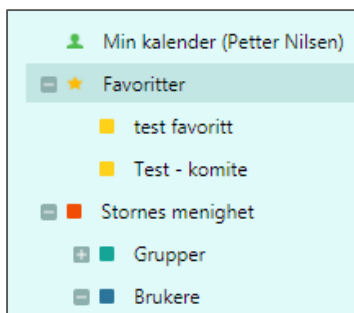 Min kalender (Petter Nilsen)
Favoritter
test favoritt
Test - komite
Stornes menighet
Grupper
Brukere